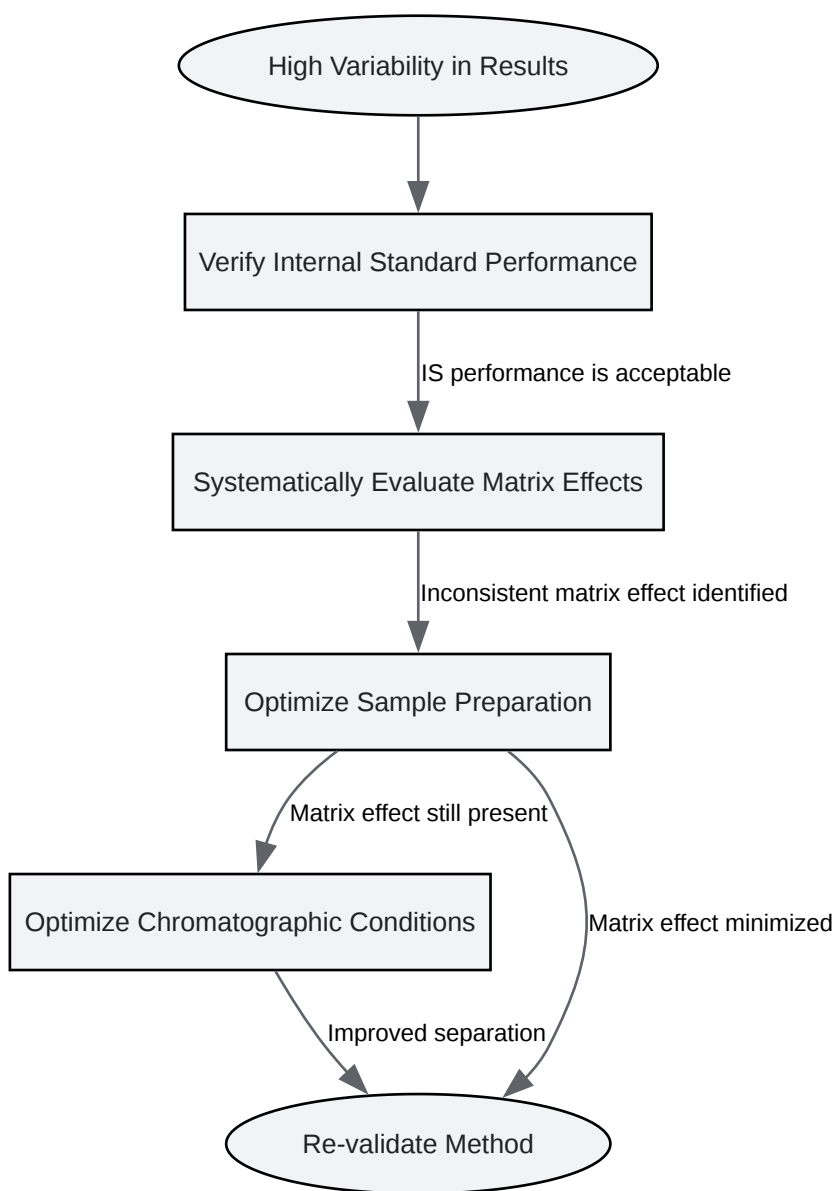 High Variability in Results
Verify Internal Standard Performance
IS performance is acceptable
Systematically Evaluate Matrix Effects
Inconsistent matrix effect identified
Optimize Sample Preparation
Matrix effect still present
Optimize Chromatographic Conditions
Matrix effect minimized
Improved separation
Re-validate Method